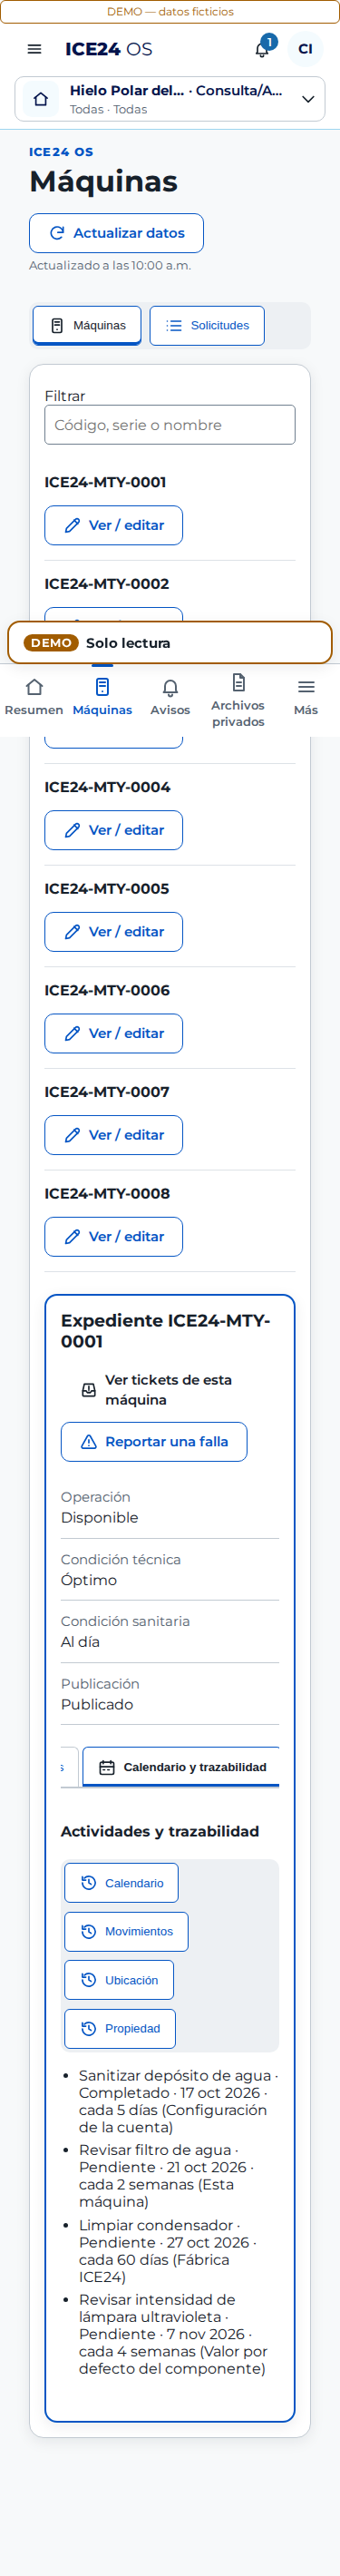 DEMO — datos ficticios
ICE24 OS
1
CI
Hielo Polar del... · Consulta/A...
Todas · Todas
ICE24 OS
Máquinas
Actualizar datos
Actualizado a las 10:00 a.m.
Máquinas
Solicitudes
Filtrar
Código, serie o nombre
ICE24-MTY-0001
Ver / editar
ICE24-MTY-0002
DEMO Solo lectura
Resumen
Máquinas
Avisos
Archivos
privados
Más
ICE24-MTY-0004
Ver / editar
ICE24-MTY-0005
Ver / editar
ICE24-MTY-0006
Ver / editar
ICE24-MTY-0007
Ver / editar
ICE24-MTY-0008
Ver / editar
Expediente ICE24-MTY-
0001
Ver tickets de esta
máquina
Reportar una falla
Operación
Disponible
Condición técnica
Óptimo
Condición sanitaria
Al día
Publicación
Publicado
s
Calendario y trazabilidad
Actividades y trazabilidad
Calendario
Movimientos
Ubicación
Propiedad
• Sanitizar depósito de agua ·
Completado · 17 oct 2026 ·
cada 5 días (Configuración
de la cuenta)
• Revisar filtro de agua ·
Pendiente · 21 oct 2026 ·
cada 2 semanas (Esta
máquina)
• Limpiar condensador ·
Pendiente · 27 oct 2026 ·
cada 60 días (Fábrica
ICE24)
• Revisar intensidad de
lámpara ultravioleta ·
Pendiente · 7 nov 2026 ·
cada 4 semanas (Valor por
defecto del componente)